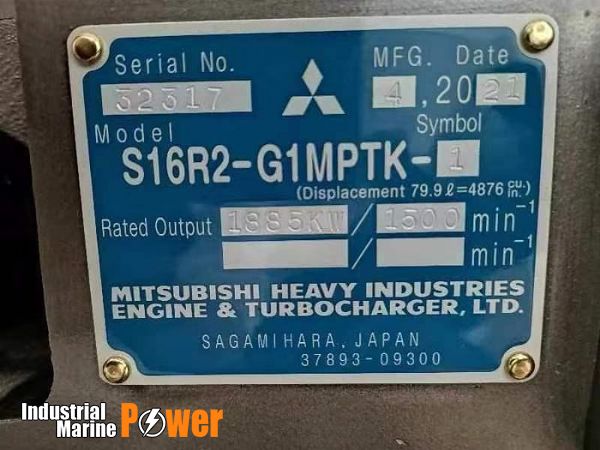 Serial No.
MFG. Date
32317
4, 20 21
Model
Symbol
S16R2-G1MPTK-1
(Displacement 79.9ℓ=4876 cu. in.)
Rated Output 1885KW / 1500 min⁻¹
/ min⁻¹
MITSUBISHI HEAVY INDUSTRIES
ENGINE & TURBOCHARGER, LTD.
SAGAMIHARA, JAPAN
37893-09300
Industrial
Marine Power